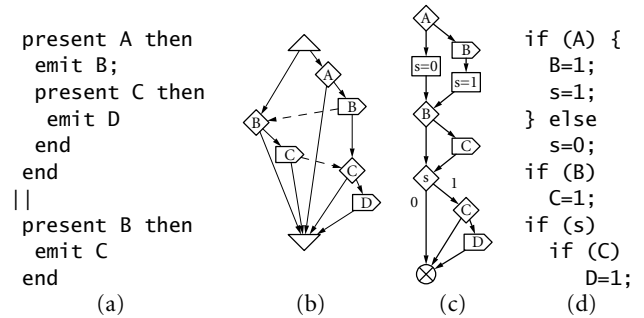 present A then
emit B;
present C then
emit D
end
end
||
present B then
emit C
end
(a)
A
B
B
C
C
D
(b)
A
B
s=0
s=1
B
C
s
1
0
C
D
(c)
if (A) {
B=1;
s=1;
} else
s=0;
if (B)
C=1;
if (s)
if (C)
D=1;
(d)